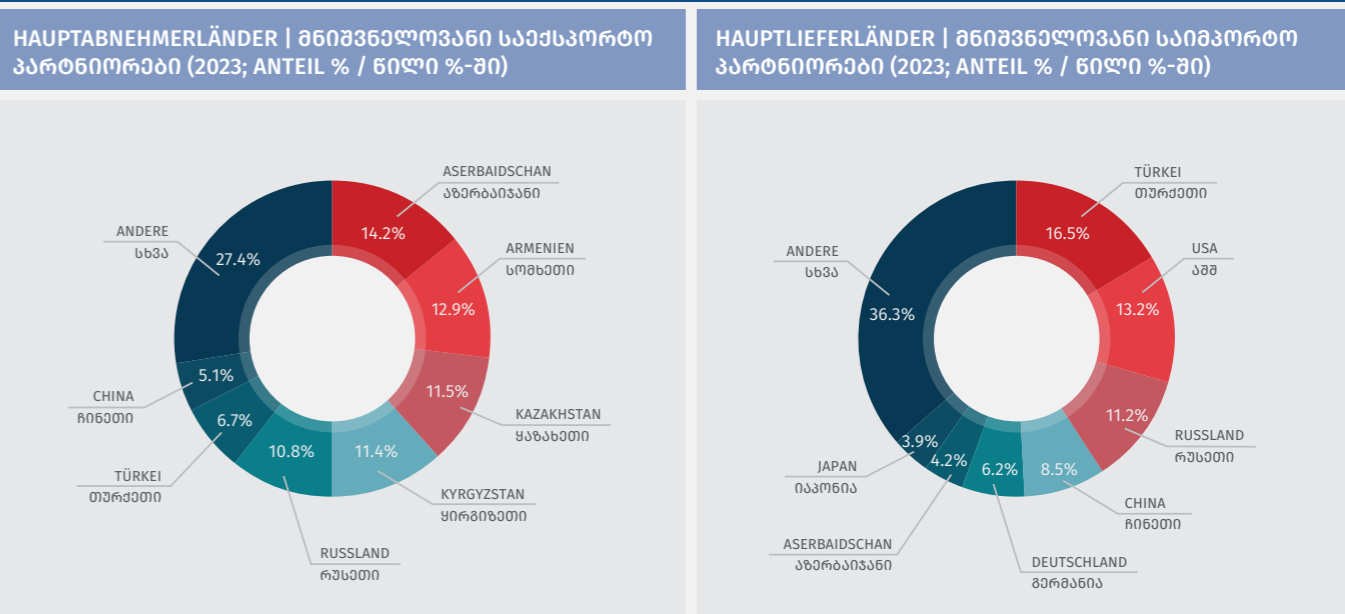 HAUPTABNEHMERLÄNDER | ᲛᲜᲘᲨᲕᲜᲔᲚᲝᲕᲐᲜᲘ ᲡᲐᲔᲥᲡᲞᲝᲠᲢᲝ
ᲞᲐᲠᲢᲜᲘᲝᲠᲔᲑᲘ (2023; ANTEIL % / ᲬᲘᲚᲘ %-ᲨᲘ)
ASERBAIDSCHAN
ᲐᲖᲔᲠᲑᲐᲘᲯᲐᲜᲘ
14.2%
ARMENIEN
ᲡᲝᲛᲮᲔᲗᲘ
12.9%
KAZAKHSTAN
ᲧᲐᲖᲐᲮᲔᲗᲘ
11.5%
KYRGYZSTAN
ᲧᲘᲠᲒᲘᲖᲔᲗᲘ
11.4%
RUSSLAND
ᲠᲣᲡᲔᲗᲘ
10.8%
TÜRKEI
ᲗᲣᲠᲥᲔᲗᲘ
6.7%
CHINA
ᲩᲘᲜᲔᲗᲘ
5.1%
ANDERE
ᲡᲮᲕᲐ
27.4%
HAUPTLIEFERLÄNDER | ᲛᲜᲘᲨᲕᲜᲔᲚᲝᲕᲐᲜᲘ ᲡᲐᲘᲛᲞᲝᲠᲢᲝ
ᲞᲐᲠᲢᲜᲘᲝᲠᲔᲑᲘ (2023; ANTEIL % / ᲬᲘᲚᲘ %-ᲨᲘ)
TÜRKEI
ᲗᲣᲠᲥᲔᲗᲘ
16.5%
USA
ᲐᲨᲨ
13.2%
RUSSLAND
ᲠᲣᲡᲔᲗᲘ
11.2%
CHINA
ᲩᲘᲜᲔᲗᲘ
8.5%
DEUTSCHLAND
ᲒᲔᲠᲛᲐᲜᲘᲐ
6.2%
ASERBAIDSCHAN
ᲐᲖᲔᲠᲑᲐᲘᲯᲐᲜᲘ
4.2%
JAPAN
ᲘᲐᲞᲝᲜᲘᲐ
3.9%
ANDERE
ᲡᲮᲕᲐ
36.3%